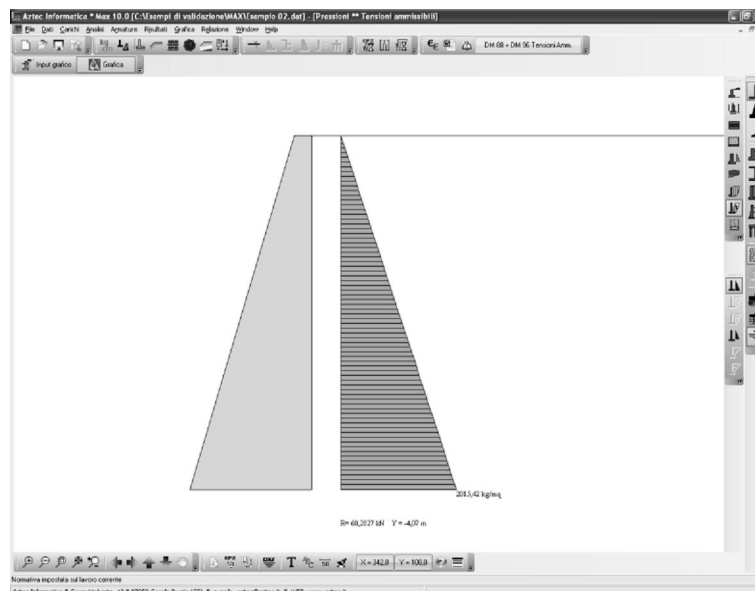 Aztec Informatica * Max 10.0 [C:\Esempi di validazione\MAX\Esempio 02.dat] - [Pressioni ** Tensioni ammissibili]
File Dati Carichi Analisi Armature Risultati Grafica Relazione Window Help
DM 88 + DM 96 Tensioni Amm.
Input grafico Grafica
2015,42 kg/mq
R= 60,2827 kN Y = -4,07 m
X = 342,0 Y = 108,0
Normativa impostata sul lavoro corrente